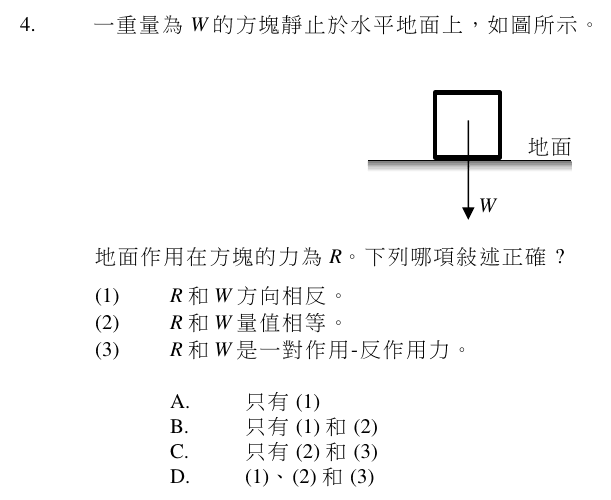 4. 一重量為 W 的方塊靜止於水平地面上，如圖所示。
地面
W
地面作用在方塊的力為 R。下列哪項敍述正確？
(1) R 和 W 方向相反。
(2) R 和 W 量值相等。
(3) R 和 W 是一對作用-反作用力。
A. 只有 (1)
B. 只有 (1) 和 (2)
C. 只有 (2) 和 (3)
D. (1)、(2) 和 (3)